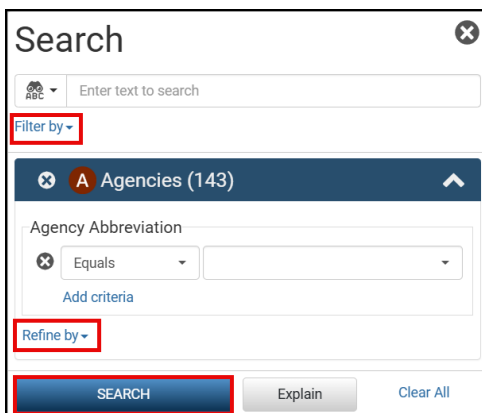 Search
ABC
Enter text to search
Filter by
A Agencies (143)
Agency Abbreviation
Equals
Add criteria
Refine by
SEARCH Explain Clear All